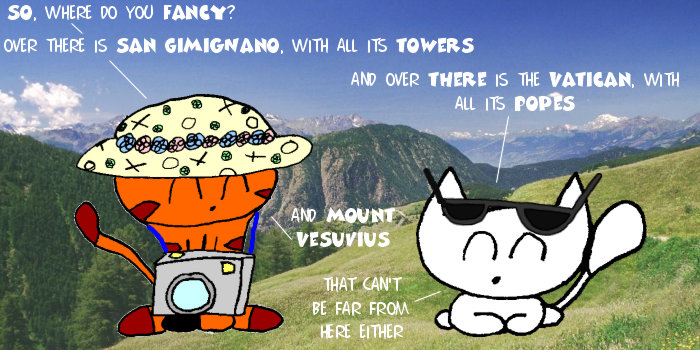 SO, WHERE DO YOU FANCY?
OVER THERE IS SAN GIMIGNANO, WITH ALL ITS TOWERS
AND OVER THERE IS THE VATICAN, WITH
ALL ITS POPES
AND MOUNT
VESUVIUS
THAT CAN'T
BE FAR FROM
HERE EITHER